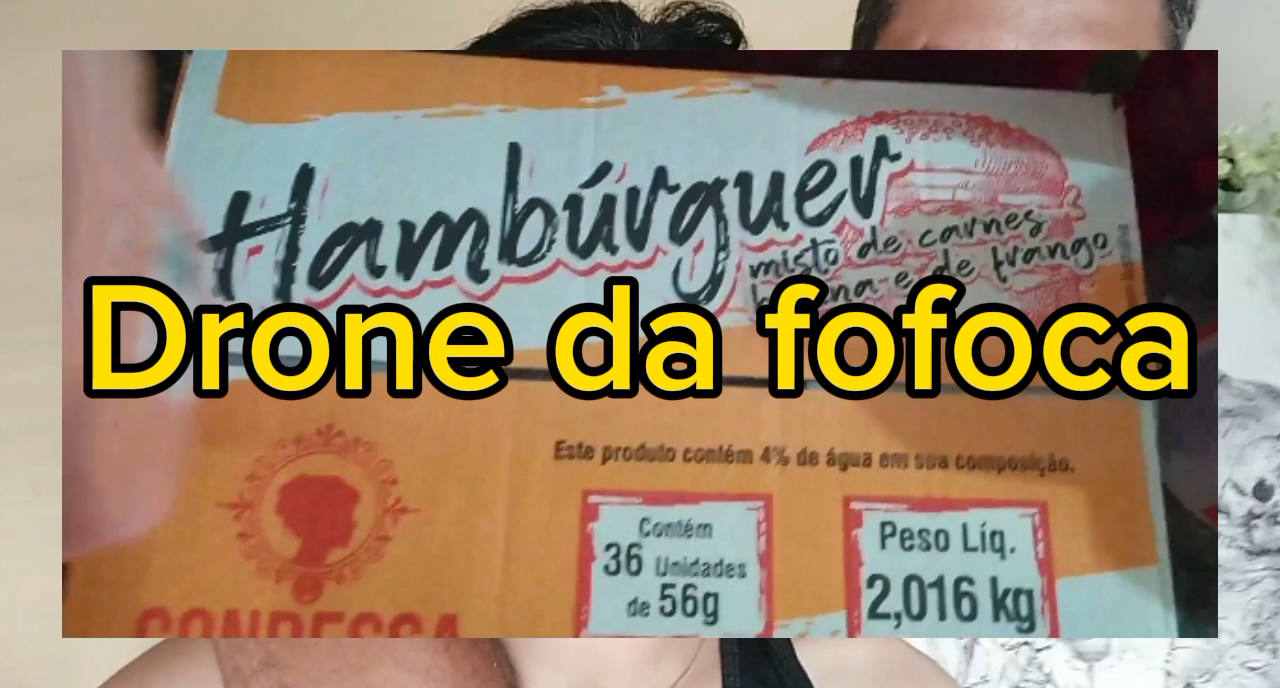 Hambúrguer
misto de carnes
e de frango
Drone da fofoca
Este produto contém 4% de água em sua composição.
Contém
36 Unidades
de 56g
Peso Líq.
2,016 kg
CONDESSA